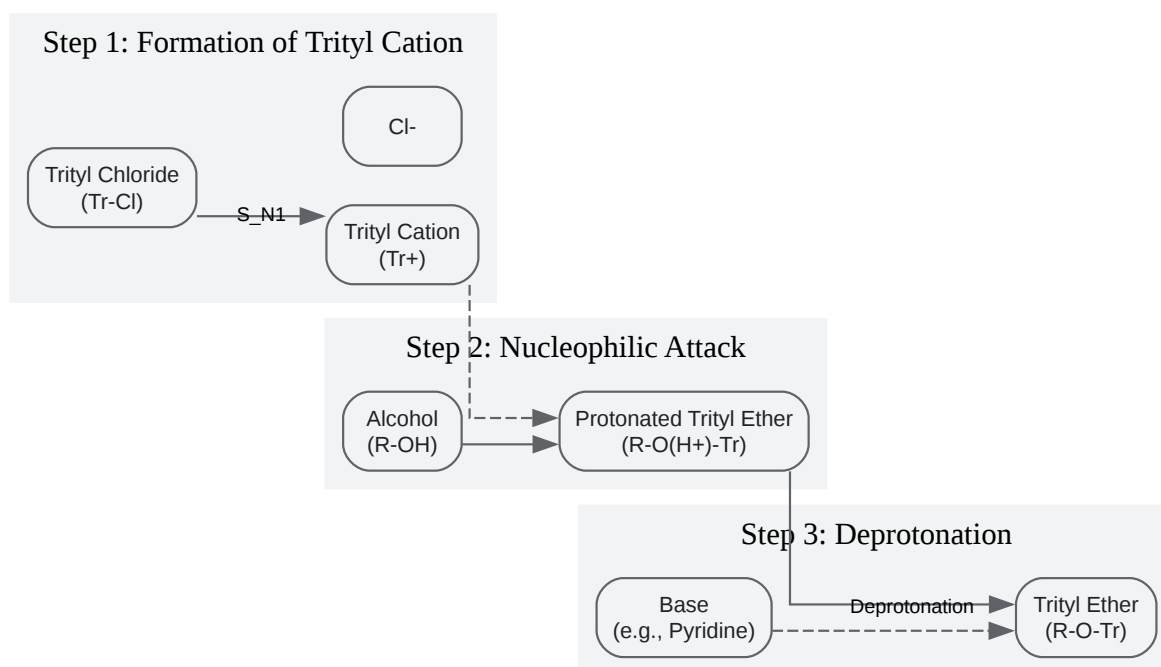 Step 1: Formation of Trityl Cation
Cl-
Trityl Chloride
(Tr-Cl)
S_N1
Trityl Cation
(Tr+)
Step 2: Nucleophilic Attack
Alcohol
(R-OH)
Protonated Trityl Ether
(R-O(H+)-Tr)
Step 3: Deprotonation
Base
(e.g., Pyridine)
Deprotonation
Trityl Ether
(R-O-Tr)